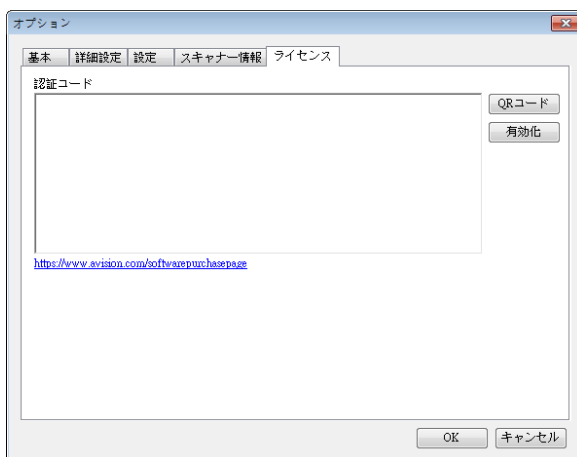 オプション
基本 詳細設定 設定 スキャナー情報 ライセンス
認証コード
QRコード
有効化
https://www.avision.com/softwarepurchasepage
OK キャンセル